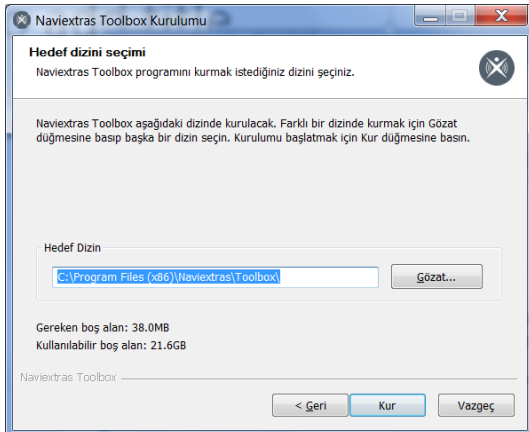 Naviextras Toolbox Kurulumu
Hedef dizini seçimi
Naviextras Toolbox programını kurmak istediğiniz dizini seçiniz.
Naviextras Toolbox aşağıdaki dizinde kurulacak. Farklı bir dizinde kurmak için Gözat
düğmesine basıp başka bir dizin seçin. Kurulumu başlatmak için Kur düğmesine basın.
Hedef Dizin
C:\Program Files (x86)\Naviextras\Toolbox\
Gözat...
Gereken boş alan: 38.0MB
Kullanılabilir boş alan: 21.6GB
Naviextras Toolbox
< Geri
Kur
Vazgeç